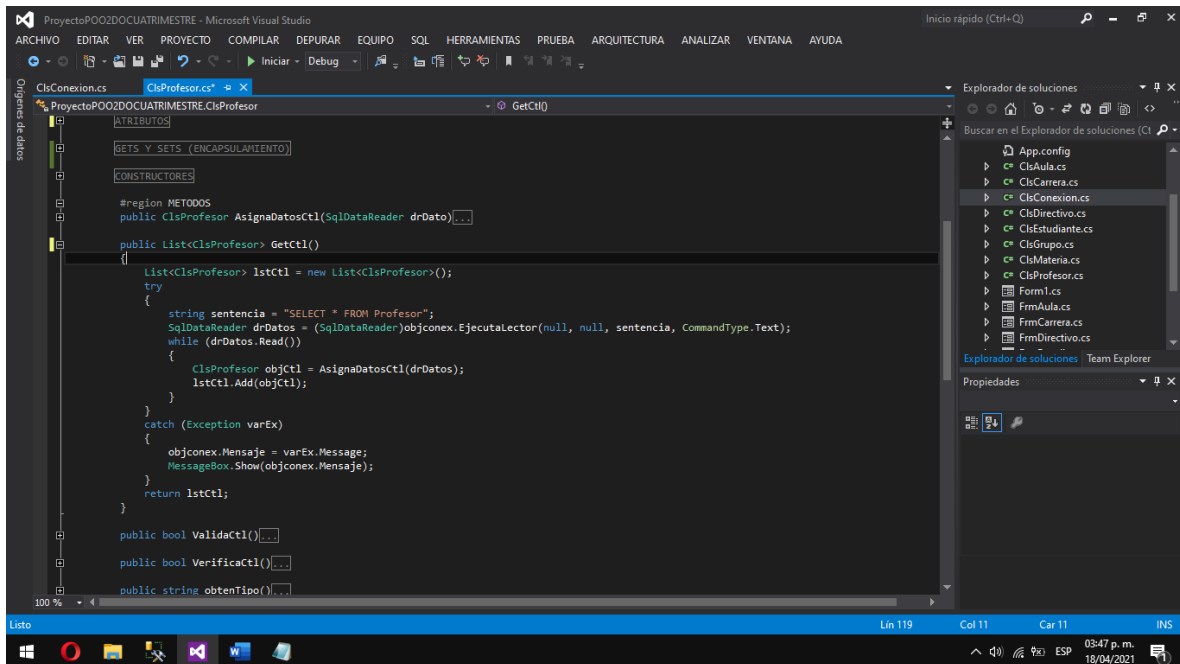 ProyectoPOO2DOCUATRIMESTRE - Microsoft Visual Studio
Inicio rápido (Ctrl+Q)
ARCHIVO EDITAR VER PROYECTO COMPILAR DEPURAR EQUIPO SQL HERRAMIENTAS PRUEBA ARQUITECTURA ANALIZAR VENTANA AYUDA
Iniciar Debug
Orígenes de datos
ClsConexion.cs ClsProfesor.cs*
ProyectoPOO2DOCUATRIMESTRE.ClsProfesor GetCtl()
ATRIBUTOS
GETS Y SETS (ENCAPSULAMIENTO)
CONSTRUCTORES
#region METODOS
public ClsProfesor AsignaDatosCtl(SqlDataReader drDato)...
public List<ClsProfesor> GetCtl()
{
List<ClsProfesor> lstCtl = new List<ClsProfesor>();
try
{
string sentencia = "SELECT * FROM Profesor";
SqlDataReader drDatos = (SqlDataReader)objconex.EjecutaLector(null, null, sentencia, CommandType.Text);
while (drDatos.Read())
{
ClsProfesor objCtl = AsignaDatosCtl(drDatos);
lstCtl.Add(objCtl);
}
}
catch (Exception varEx)
{
objconex.Mensaje = varEx.Message;
MessageBox.Show(objconex.Mensaje);
}
return lstCtl;
}
public bool ValidaCtl()...
public bool VerificaCtl()...
public string obtenTipo()...
100 %
Explorador de soluciones
Buscar en el Explorador de soluciones (Ct
App.config
C# ClsAula.cs
C# ClsCarrera.cs
C# ClsConexion.cs
C# ClsDirectivo.cs
C# ClsEstudiante.cs
C# ClsGrupo.cs
C# ClsMateria.cs
C# ClsProfesor.cs
Form1.cs
FrmAula.cs
FrmCarrera.cs
FrmDirectivo.cs
Explorador de soluciones Team Explorer
Propiedades
Listo Lín 119 Col 11 Car 11 INS
ESP
03:47 p. m.
18/04/2021